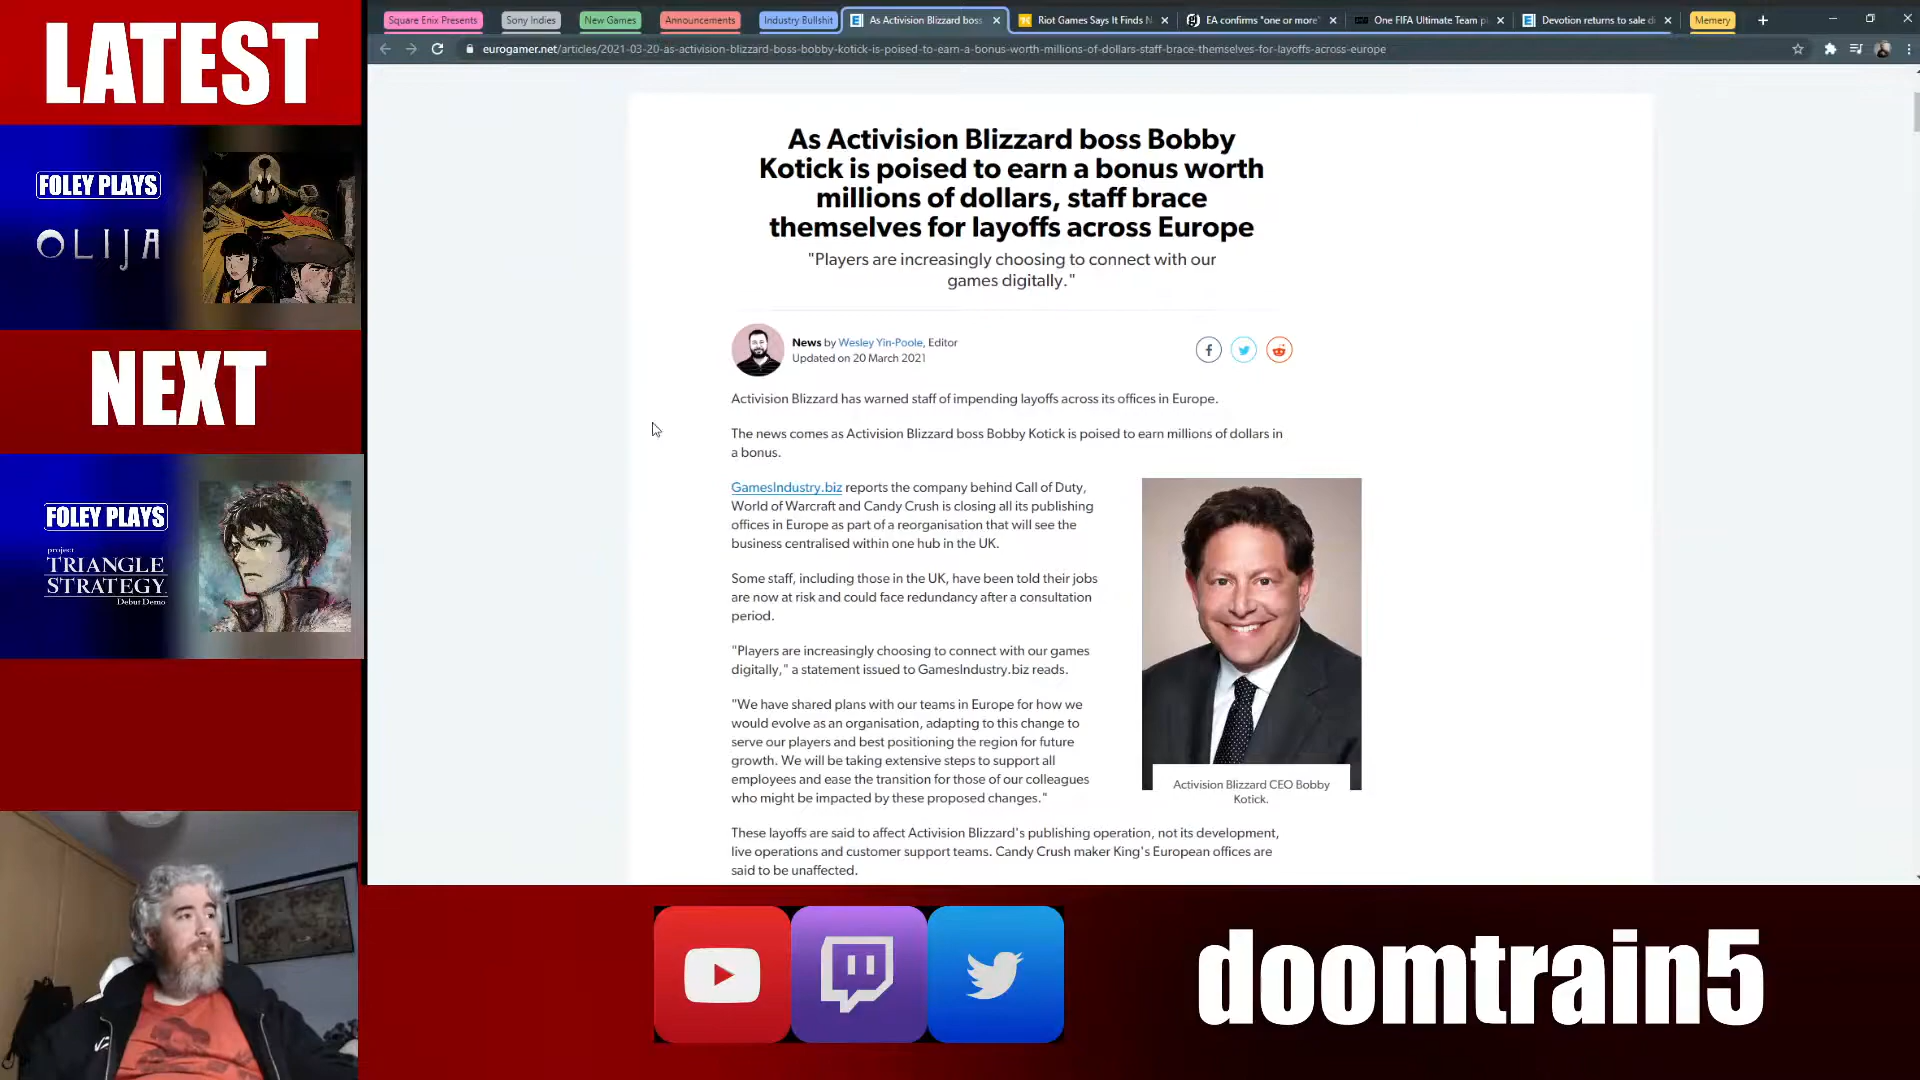 LATEST
FOLEY PLAYS
OLIJA
NEXT
FOLEY PLAYS
project
TRIANGLE
STRATEGY
Debut Demo
Square Enix Presents
Sony Indies
New Games
Announcements
Industry Bullshit
As Activision Blizzard bos
Riot Games Says It Finds N
EA confirms "one or more"
One FIFA Ultimate Team p
Devotion returns to sale d
Memery
eurogamer.net/articles/2021-03-20-as-activision-blizzard-boss-bobby-kotick-is-poised-to-earn-a-bonus-worth-millions-of-dollars-staff-brace-themselves-for-layoffs-across-europe
As Activision Blizzard boss Bobby
Kotick is poised to earn a bonus worth
millions of dollars, staff brace
themselves for layoffs across Europe
"Players are increasingly choosing to connect with our
games digitally."
News by Wesley Yin-Poole, Editor
Updated on 20 March 2021
Activision Blizzard has warned staff of impending layoffs across its offices in Europe.
The news comes as Activision Blizzard boss Bobby Kotick is poised to earn millions of dollars in
a bonus.
GamesIndustry.biz reports the company behind Call of Duty,
World of Warcraft and Candy Crush is closing all its publishing
offices in Europe as part of a reorganisation that will see the
business centralised within one hub in the UK.
Some staff, including those in the UK, have been told their jobs
are now at risk and could face redundancy after a consultation
period.
"Players are increasingly choosing to connect with our games
digitally," a statement issued to GamesIndustry.biz reads.
"We have shared plans with our teams in Europe for how we
would evolve as an organisation, adapting to this change to
serve our players and best positioning the region for future
growth. We will be taking extensive steps to support all
employees and ease the transition for those of our colleagues
who might be impacted by these proposed changes."
Activision Blizzard CEO Bobby
Kotick.
These layoffs are said to affect Activision Blizzard's publishing operation, not its development,
live operations and customer support teams. Candy Crush maker King's European offices are
said to be unaffected.
doomtrain5